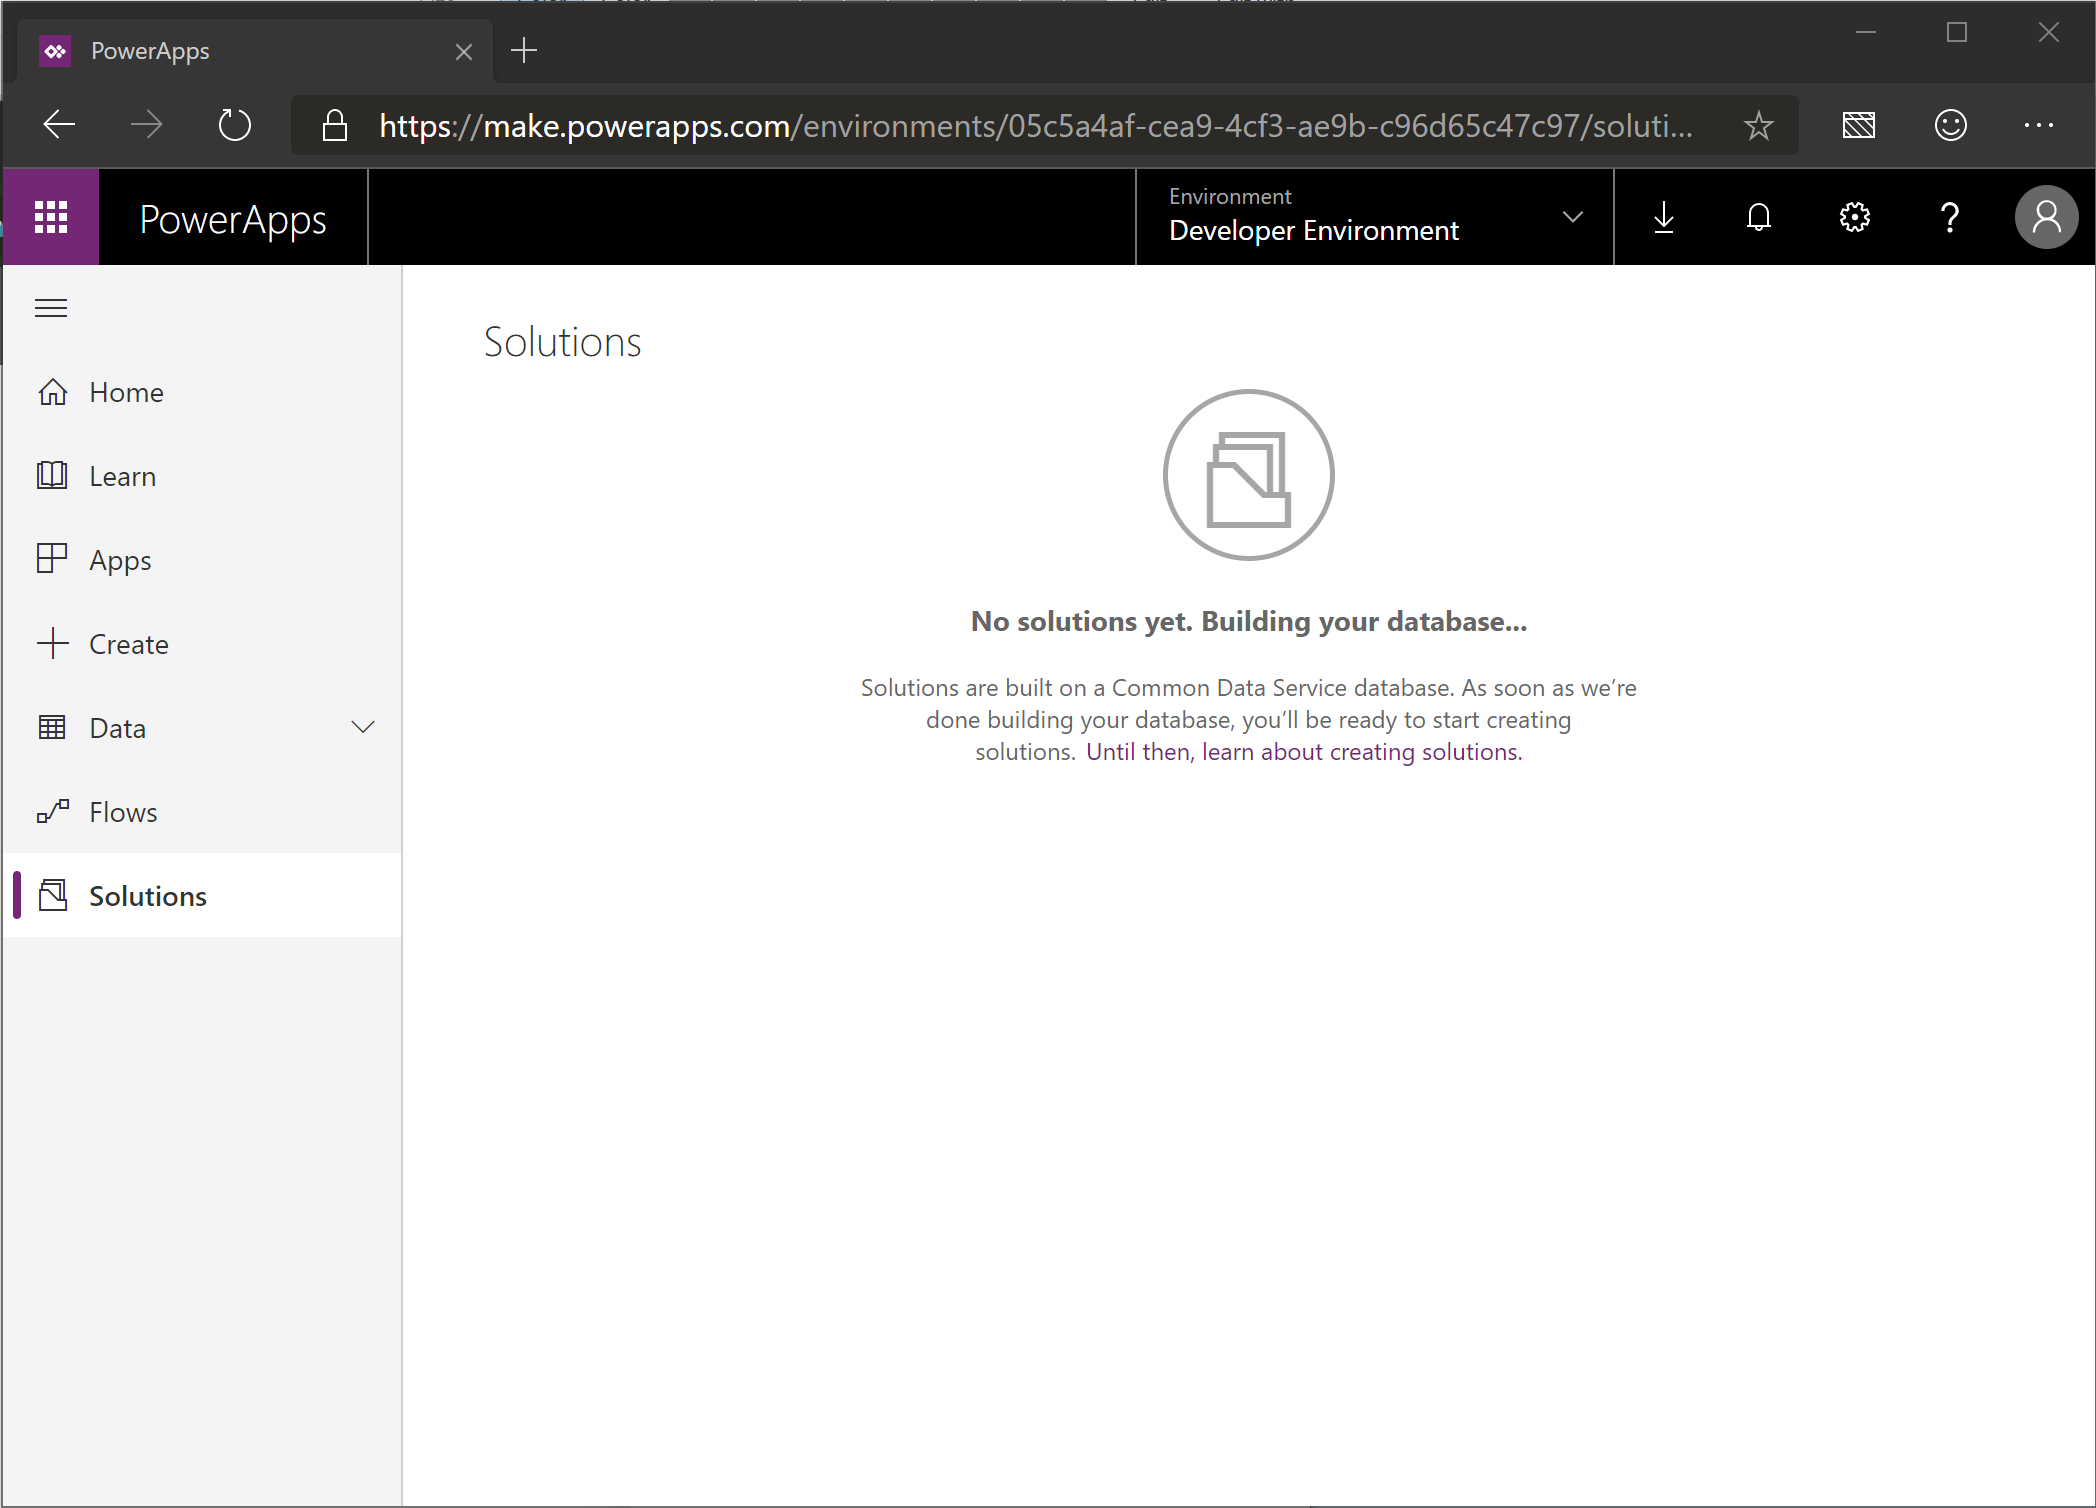 PowerApps
https://make.powerapps.com/environments/05c5a4af-cea9-4cf3-ae9b-c96d65c47c97/soluti...
PowerApps
Environment
Developer Environment
Solutions
Home
Learn
Apps
Create
Data
Flows
Solutions
No solutions yet. Building your database...
Solutions are built on a Common Data Service database. As soon as we’re
done building your database, you’ll be ready to start creating
solutions. Until then, learn about creating solutions.